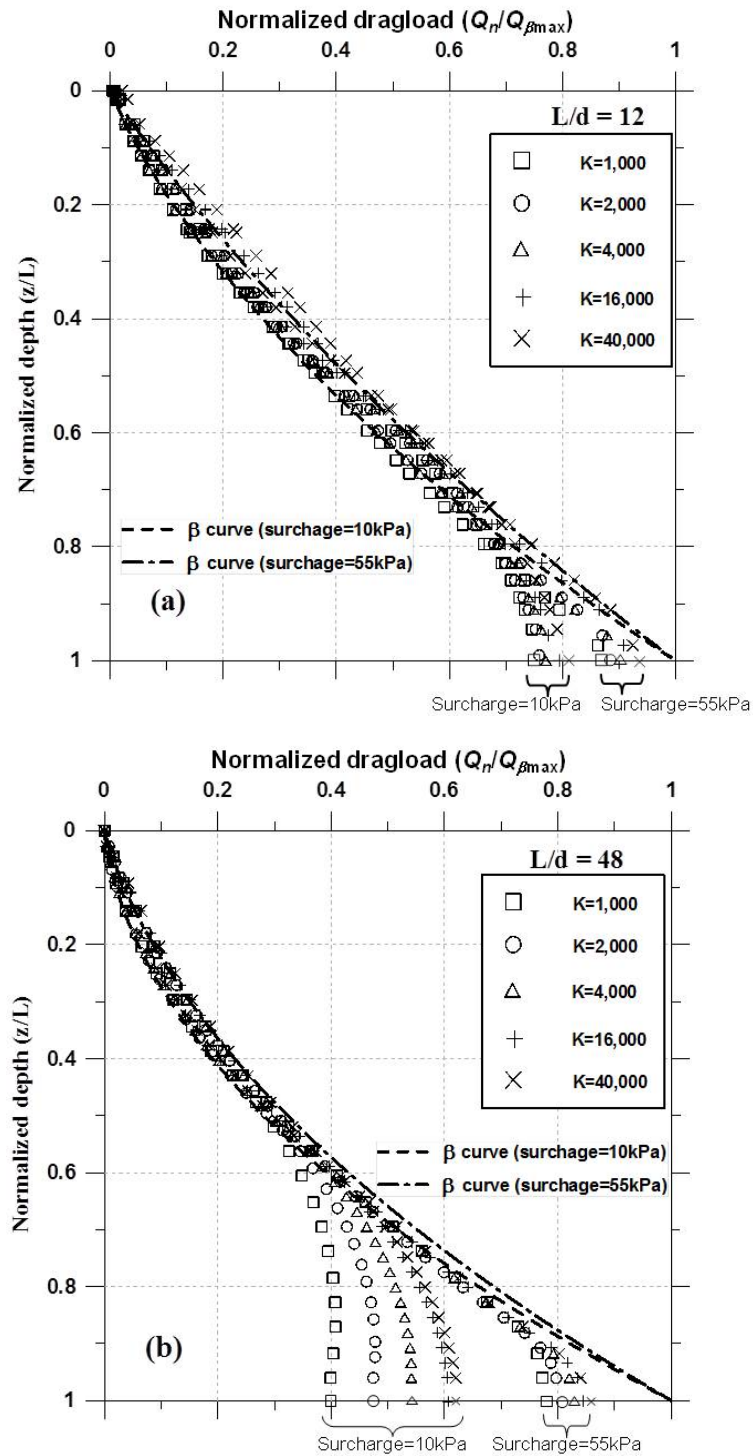 Normalized dragload (Qn/Qβmax)
0 0.2 0.4 0.6 0.8 1
Normalized depth (z/L)
0
0.2
0.4
0.6
0.8
1
L/d = 12
K=1,000
K=2,000
K=4,000
K=16,000
K=40,000
β curve (surchage=10kPa)
β curve (surchage=55kPa)
(a)
Surcharge=10kPa Surcharge=55kPa
Normalized dragload (Qn/Qβmax)
0 0.2 0.4 0.6 0.8 1
Normalized depth (z/L)
0
0.2
0.4
0.6
0.8
1
L/d = 48
K=1,000
K=2,000
K=4,000
K=16,000
K=40,000
β curve (surchage=10kPa)
β curve (surchage=55kPa)
(b)
Surcharge=10kPa Surcharge=55kPa